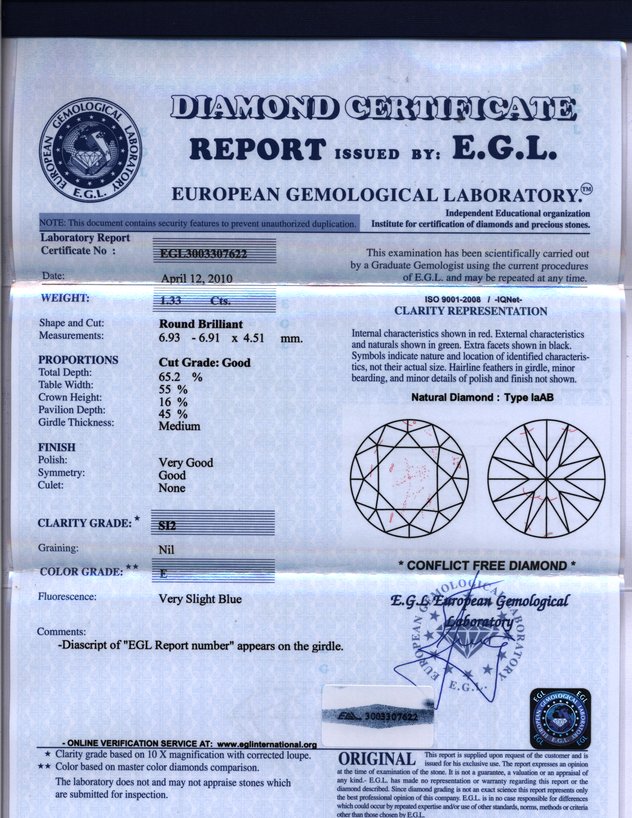 DIAMOND CERTIFICATE
REPORT ISSUED BY: E.G.L.
EUROPEAN GEMOLOGICAL LABORATORY.™
EUROPEAN GEMOLOGICAL LABORATORY
E.G.L.
Independent Educational organization
Institute for certification of diamonds and precious stones.
NOTE: This document contains security features to prevent unauthorized duplication.
Laboratory Report
Certificate No : EGL3003307622
Date: April 12, 2010
WEIGHT: 1.33 Cts.
Shape and Cut: Round Brilliant
Measurements: 6.93 - 6.91 x 4.51 mm.
PROPORTIONS Cut Grade: Good
Total Depth: 65.2 %
Table Width: 55 %
Crown Height: 16 %
Pavilion Depth: 45 %
Girdle Thickness: Medium
FINISH
Polish: Very Good
Symmetry: Good
Culet: None
CLARITY GRADE: * SI2
Graining: Nil
COLOR GRADE: ** E
Fluorescence: Very Slight Blue
Comments:
-Diascript of "EGL Report number" appears on the girdle.
This examination has been scientifically carried out
by a Graduate Gemologist using the current procedures
of E.G.L. and may be repeated at any time.
ISO 9001-2008 / -IQNet-
CLARITY REPRESENTATION
Internal characteristics shown in red. External characteristics
and naturals shown in green. Extra facets shown in black.
Symbols indicate nature and location of identified characteris-
tics, not their actual size. Hairline feathers in girdle, minor
bearding, and minor details of polish and finish not shown.
Natural Diamond : Type IaAB
* CONFLICT FREE DIAMOND *
E.G.L European Gemological
Laboratory
EUROPEAN GEMOLOGICAL LABORATORY
E.G.L.
EGL 3003307622
- ONLINE VERIFICATION SERVICE AT: www.eglinternational.org
★ Clarity grade based on 10 X magnification with corrected loupe.
★★ Color based on master color diamonds comparison.
The laboratory does not and may not appraise stones which
are submitted for inspection.
EGL EGL
ORIGINAL This report is supplied upon request of the customer and is
issued for his exclusive use. The report expresses an opinion
at the time of examination of the stone. It is not a guarantee, a valuation or an appraisal of
any kind.- E.G.L. has made no representation or warranty regarding this report or the
diamond described. Since diamond grading is not an exact science this report represents only
the best professional opinion of this company. E.G.L. is in no case responsible for differences
which could occur by repeated expertise and/or use of other standards, norms, methods or criteria
other than those chosen by E.G.L.